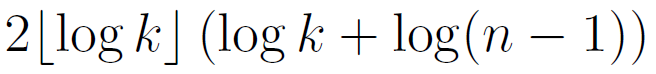 2⌊log k⌋ (log k + log(n − 1))